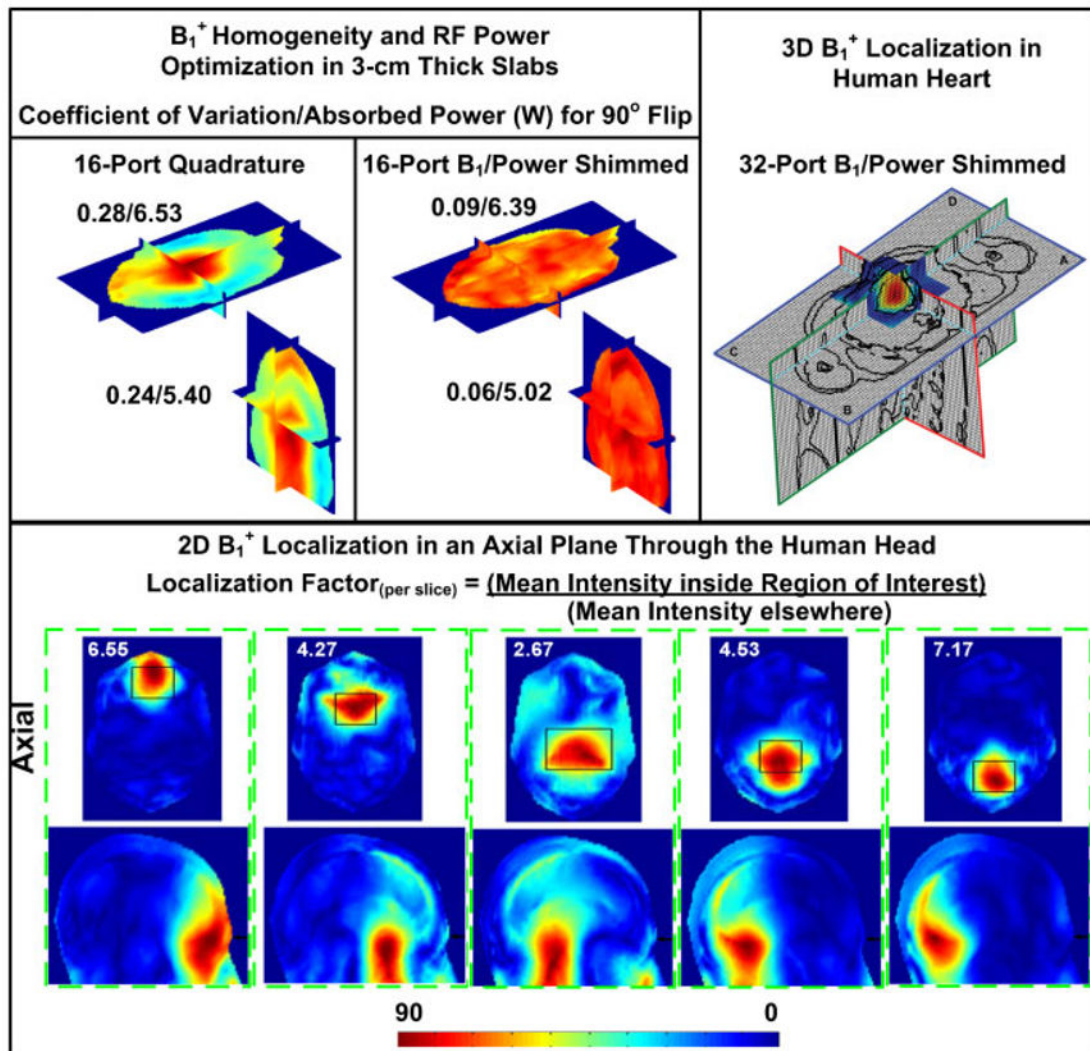 B₁⁺ Homogeneity and RF Power
Optimization in 3-cm Thick Slabs
Coefficient of Variation/Absorbed Power (W) for 90° Flip
3D B₁⁺ Localization in
Human Heart
16-Port Quadrature
16-Port B₁/Power Shimmed
32-Port B₁/Power Shimmed
0.28/6.53
0.09/6.39
0.24/5.40
0.06/5.02
D
A
C
B
2D B₁⁺ Localization in an Axial Plane Through the Human Head
Localization Factor(per slice) = (Mean Intensity inside Region of Interest)
(Mean Intensity elsewhere)
Axial
6.55
4.27
2.67
4.53
7.17
90
0